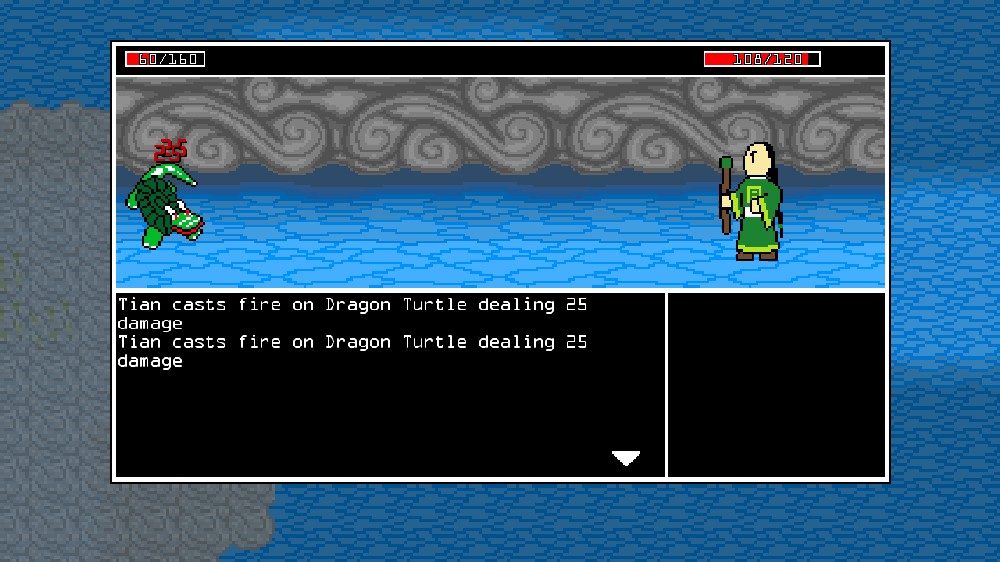 60/160
108/120
25
Tian casts fire on Dragon Turtle dealing 25
damage
Tian casts fire on Dragon Turtle dealing 25
damage